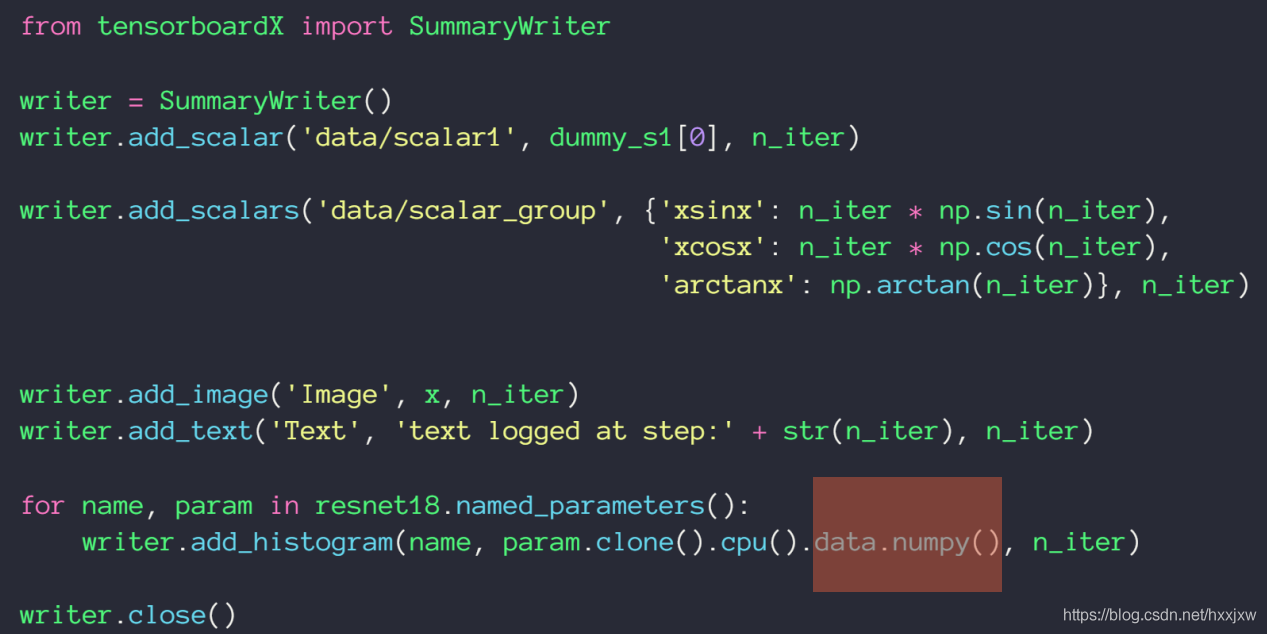 from tensorboardX import SummaryWriter
writer = SummaryWriter()
writer.add_scalar('data/scalar1', dummy_s1[0], n_iter)
writer.add_scalars('data/scalar_group', {'xsinx': n_iter * np.sin(n_iter),
'xcosx': n_iter * np.cos(n_iter),
'arctanx': np.arctan(n_iter)}, n_iter)
writer.add_image('Image', x, n_iter)
writer.add_text('Text', 'text logged at step:' + str(n_iter), n_iter)
for name, param in resnet18.named_parameters():
    writer.add_histogram(name, param.clone().cpu().data.numpy(), n_iter)
writer.close()
https://blog.csdn.net/hxxjxw